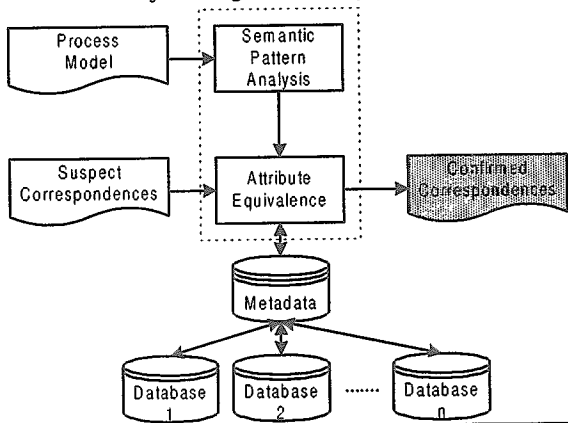 Process
Model
Semantic
Pattern
Analysis
Suspect
Correspondences
Attribute
Equivalence
Confirmed
Correspondences
Metadata
Database
1
Database
2
.......
Database
n